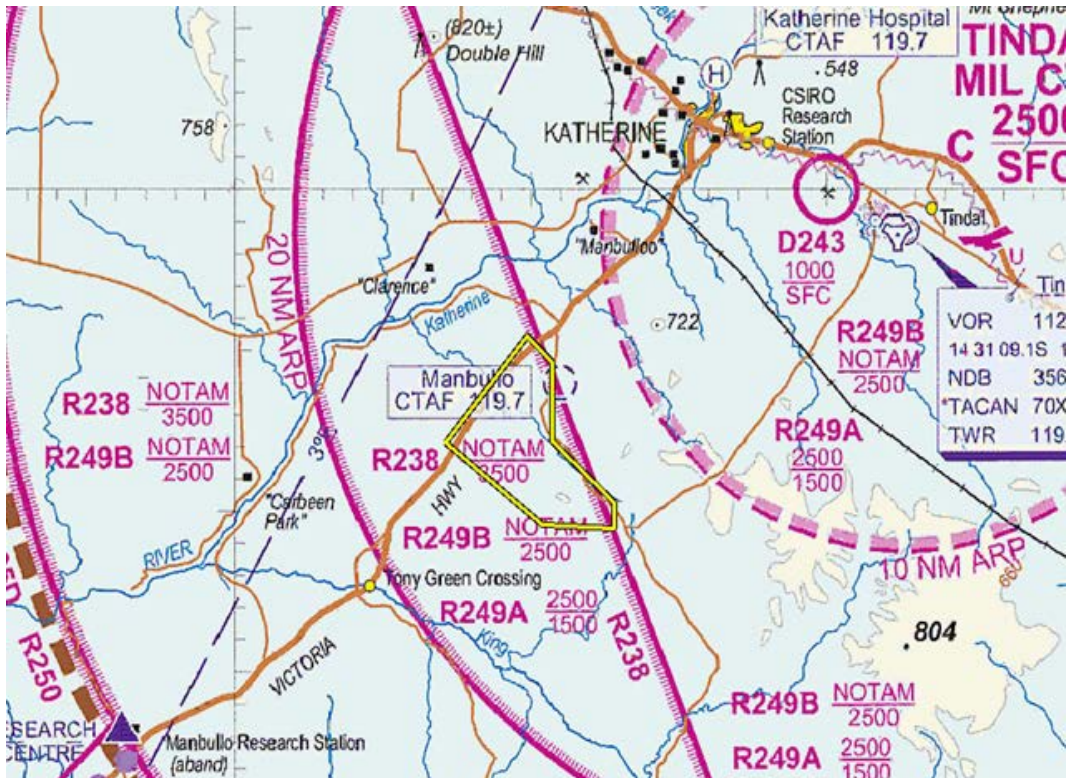 (820±)
Double Hill
Katherine Hospital
CTAF 119.7
TINDA
MIL C
2500
C SFC
.548
CSIRO
Research
Station
H
758
KATHERINE
Tindal
U
"Manbulloo"
D243
1000
SFC
20 NM ARP
"Clarence"
Katherine
722
R249B
NOTAM
2500
VOR 112
14 31 09.1S 1
NDB 356
*TACAN 70X
TWR 119.
Manbullo
CTAF 119.7
R238 NOTAM
3500
R249B NOTAM
2500
3°E
R238 NOTAM
3500
R249A
2500
1500
HWY
"Carbeen
Park"
RIVER
R249B NOTAM
2500
10 NM ARP
Tony Green Crossing
R249A 2500
1500
King
R238
804
R250
VICTORIA
R249B NOTAM
2500
SEARCH
CENTRE
Manbullo Research Station
(aband)
R249A 2500
1500